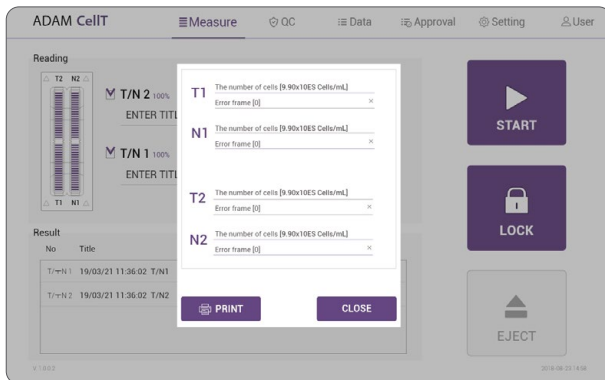 ADAM CellT
Measure
QC
Data
Approval
Setting
User
Reading
T2 N2
T1 N1
T/N 2 100%
ENTER TITL
T/N 1 100%
ENTER TITL
T1
The number of cells [9.90x10E5 Cells/mL]
Error frame [0]
N1
The number of cells [9.90x10E5 Cells/mL]
Error frame [0]
T2
The number of cells [9.90x10E5 Cells/mL]
Error frame [0]
N2
The number of cells [9.90x10E5 Cells/mL]
Error frame [0]
PRINT
CLOSE
START
LOCK
EJECT
Result
No Title
T/N 1 19/03/21 11:36:02 T/N1
T/N 2 19/03/21 11:36:02 T/N2